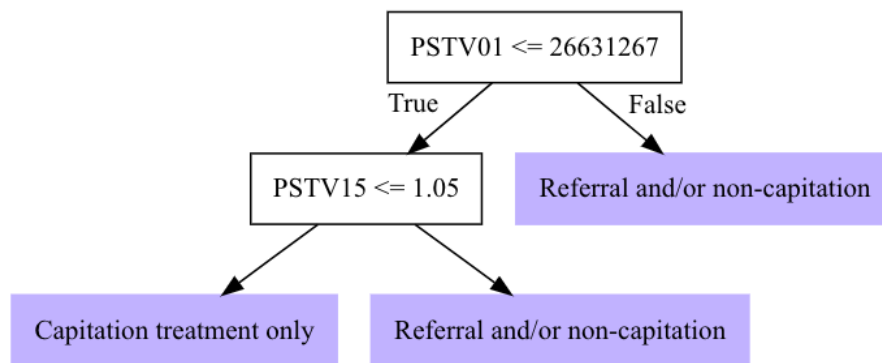 PSTV01 <= 26631267
True
False
PSTV15 <= 1.05
Referral and/or non-capitation
Capitation treatment only
Referral and/or non-capitation